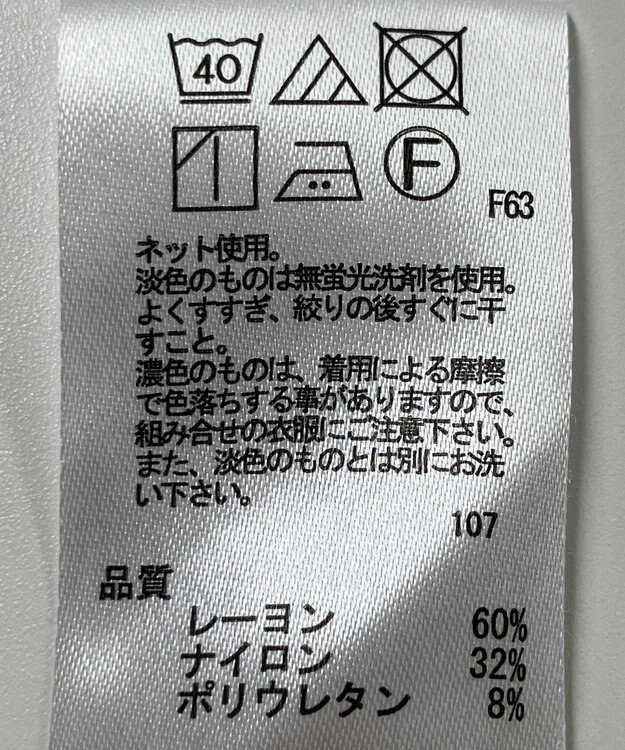 40
F
F63
ネット使用。
淡色のものは無蛍光洗剤を使用。
よくすすぎ、絞りの後すぐに干
すこと。
濃色のものは、着用による摩擦
で色落ちする事がありますので、
組み合せの衣服にご注意下さい。
また、淡色のものとは別にお洗
い下さい。
107
品質
レーヨン 60%
ナイロン 32%
ポリウレタン 8%